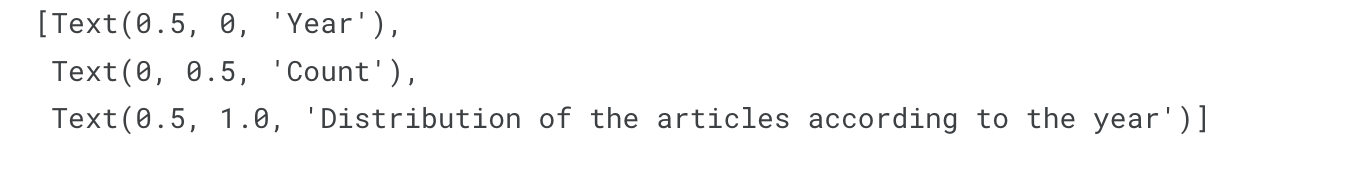 [Text(0.5, 0, 'Year'),
 Text(0, 0.5, 'Count'),
 Text(0.5, 1.0, 'Distribution of the articles according to the year')]